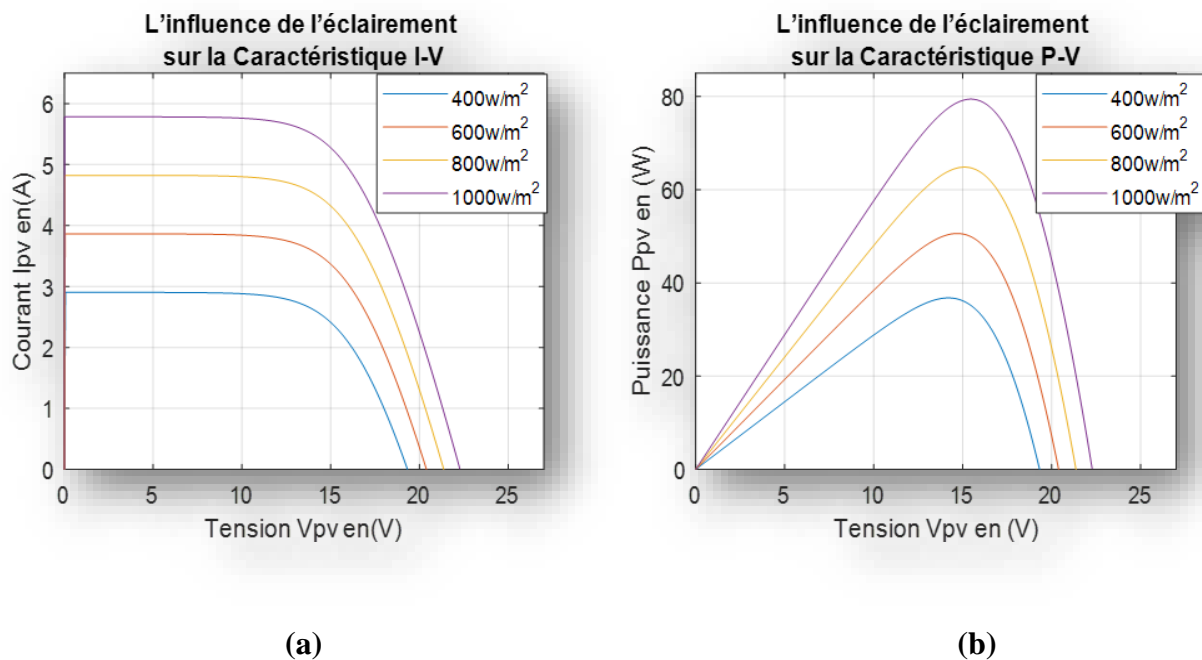 L’influence de l’éclairement
sur la Caractéristique I-V
400w/m²
600w/m²
800w/m²
1000w/m²
Courant Ipv en(A)
6
5
4
3
2
1
0
0 5 10 15 20 25
Tension Vpv en(V)
(a)
L’influence de l’éclairement
sur la Caractéristique P-V
400w/m²
600w/m²
800w/m²
1000w/m²
Puissance Ppv en (W)
80
60
40
20
0
0 5 10 15 20 25
Tension Vpv en (V)
(b)